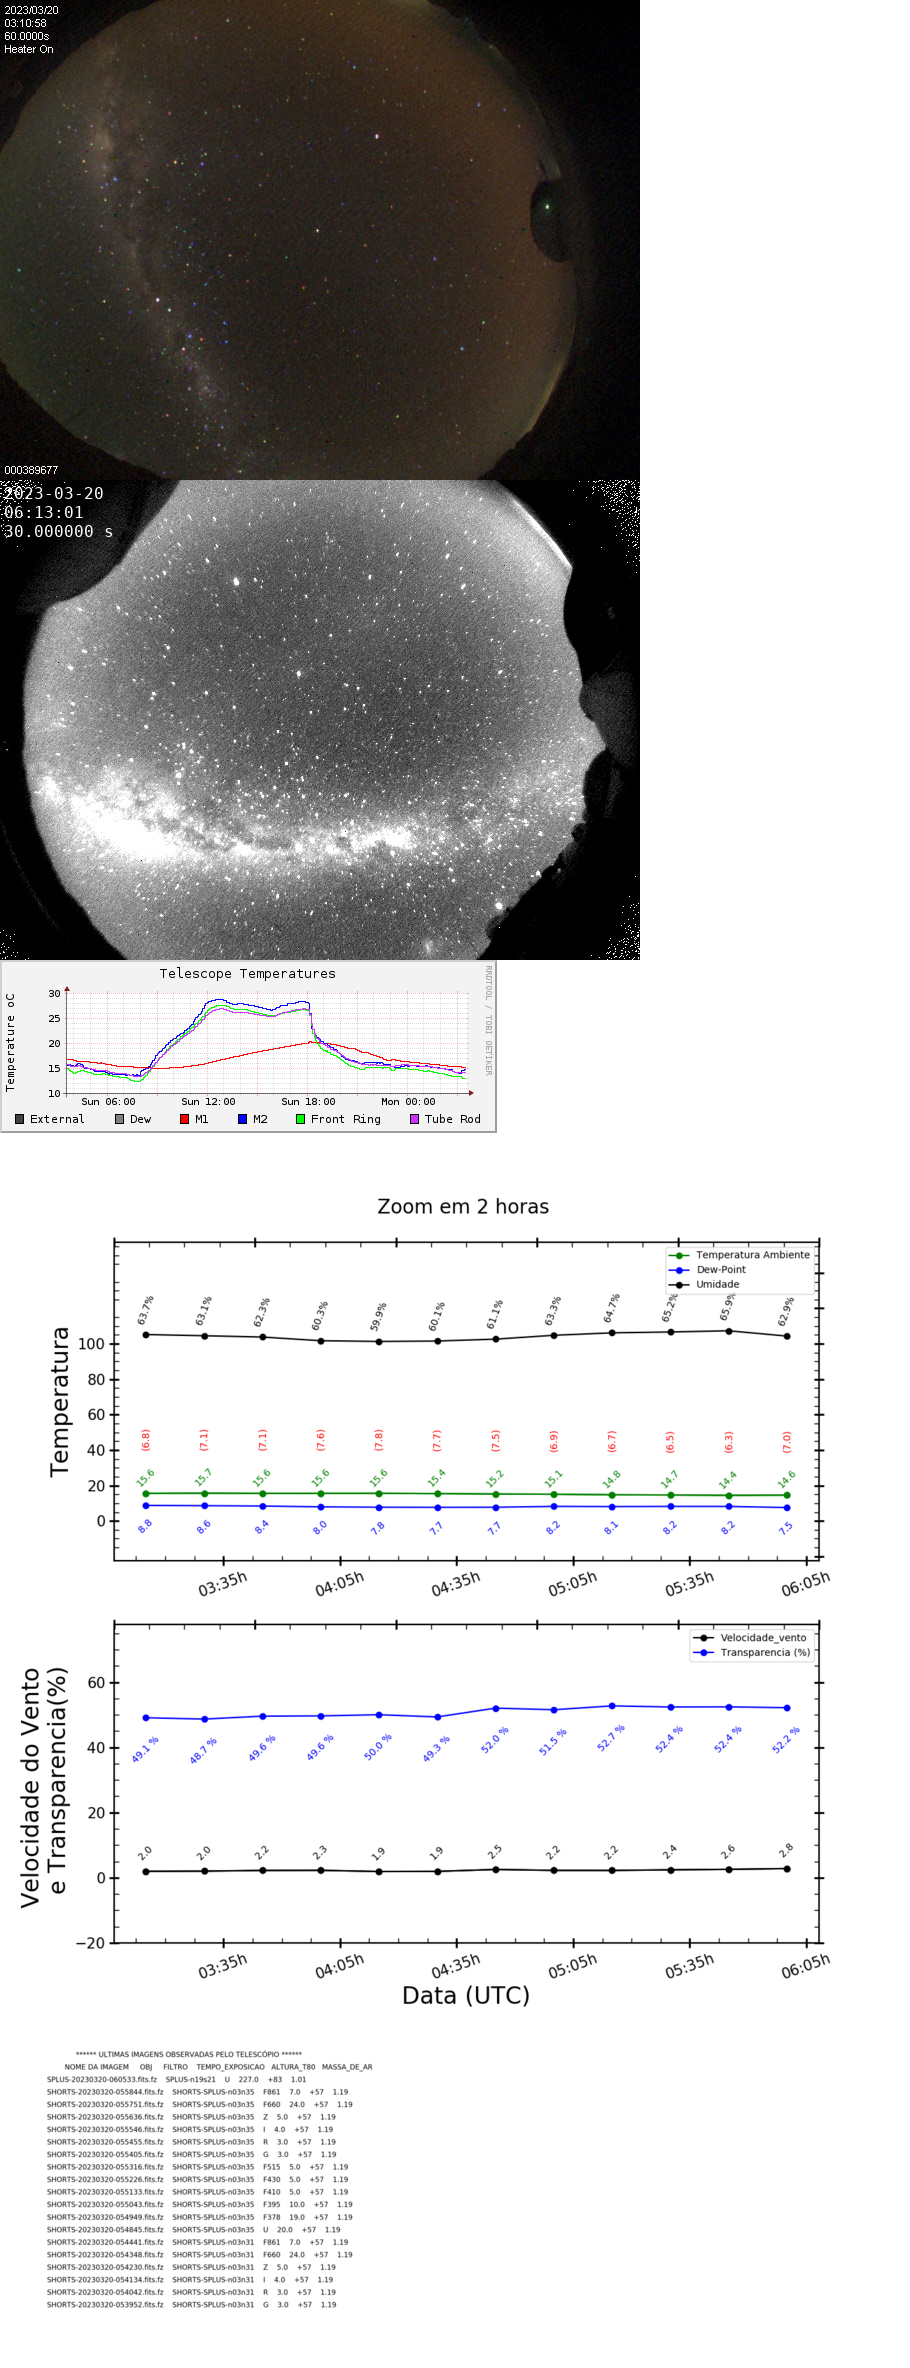 2023/03/20
03:10:58
60.0000s
Heater On
000389677
2023-03-20
06:13:01
30.000000 s
Telescope Temperatures
RRDTOOL / TOBI OETIKER
Temperature oC
30
25
20
15
10
Sun 06:00 Sun 12:00 Sun 18:00 Mon 00:00
External Dew M1 M2 Front Ring Tube Rod
Zoom em 2 horas
Temperatura Ambiente
Dew-Point
Umidade
Temperatura
63.7% 63.1% 62.3% 60.3% 59.9% 60.1% 61.1% 63.3% 64.7% 65.2% 65.9% 62.9%
100
80
60
40
20
0
(6.8) (7.1) (7.1) (7.6) (7.8) (7.7) (7.5) (6.9) (6.7) (6.5) (6.3) (7.0)
15.6 15.7 15.6 15.6 15.6 15.4 15.2 15.1 14.8 14.7 14.4 14.6
8.8 8.6 8.4 8.0 7.8 7.7 7.7 8.2 8.1 8.2 8.2 7.5
03:35h 04:05h 04:35h 05:05h 05:35h 06:05h
Velocidade_vento
Transparencia (%)
Velocidade do Vento
e Transparencia(%)
60
40
20
0
−20
49.1 % 48.7 % 49.6 % 49.6 % 50.0 % 49.3 % 52.0 % 51.5 % 52.7 % 52.4 % 52.4 % 52.2 %
2.0 2.0 2.2 2.3 1.9 1.9 2.5 2.2 2.2 2.4 2.6 2.8
03:35h 04:05h 04:35h 05:05h 05:35h 06:05h
Data (UTC)
****** ULTIMAS IMAGENS OBSERVADAS PELO TELESCÓPIO ******
NOME DA IMAGEM OBJ FILTRO TEMPO_EXPOSICAO ALTURA_T80 MASSA_DE_AR
SPLUS-20230320-060533.fits.fz SPLUS-n19s21 U 227.0 +83 1.01
SHORTS-20230320-055844.fits.fz SHORTS-SPLUS-n03n35 F861 7.0 +57 1.19
SHORTS-20230320-055751.fits.fz SHORTS-SPLUS-n03n35 F660 24.0 +57 1.19
SHORTS-20230320-055636.fits.fz SHORTS-SPLUS-n03n35 Z 5.0 +57 1.19
SHORTS-20230320-055546.fits.fz SHORTS-SPLUS-n03n35 I 4.0 +57 1.19
SHORTS-20230320-055455.fits.fz SHORTS-SPLUS-n03n35 R 3.0 +57 1.19
SHORTS-20230320-055405.fits.fz SHORTS-SPLUS-n03n35 G 3.0 +57 1.19
SHORTS-20230320-055316.fits.fz SHORTS-SPLUS-n03n35 F515 5.0 +57 1.19
SHORTS-20230320-055226.fits.fz SHORTS-SPLUS-n03n35 F430 5.0 +57 1.19
SHORTS-20230320-055133.fits.fz SHORTS-SPLUS-n03n35 F410 5.0 +57 1.19
SHORTS-20230320-055043.fits.fz SHORTS-SPLUS-n03n35 F395 10.0 +57 1.19
SHORTS-20230320-054949.fits.fz SHORTS-SPLUS-n03n35 F378 19.0 +57 1.19
SHORTS-20230320-054845.fits.fz SHORTS-SPLUS-n03n35 U 20.0 +57 1.19
SHORTS-20230320-054441.fits.fz SHORTS-SPLUS-n03n31 F861 7.0 +57 1.19
SHORTS-20230320-054348.fits.fz SHORTS-SPLUS-n03n31 F660 24.0 +57 1.19
SHORTS-20230320-054230.fits.fz SHORTS-SPLUS-n03n31 Z 5.0 +57 1.19
SHORTS-20230320-054134.fits.fz SHORTS-SPLUS-n03n31 I 4.0 +57 1.19
SHORTS-20230320-054042.fits.fz SHORTS-SPLUS-n03n31 R 3.0 +57 1.19
SHORTS-20230320-053952.fits.fz SHORTS-SPLUS-n03n31 G 3.0 +57 1.19